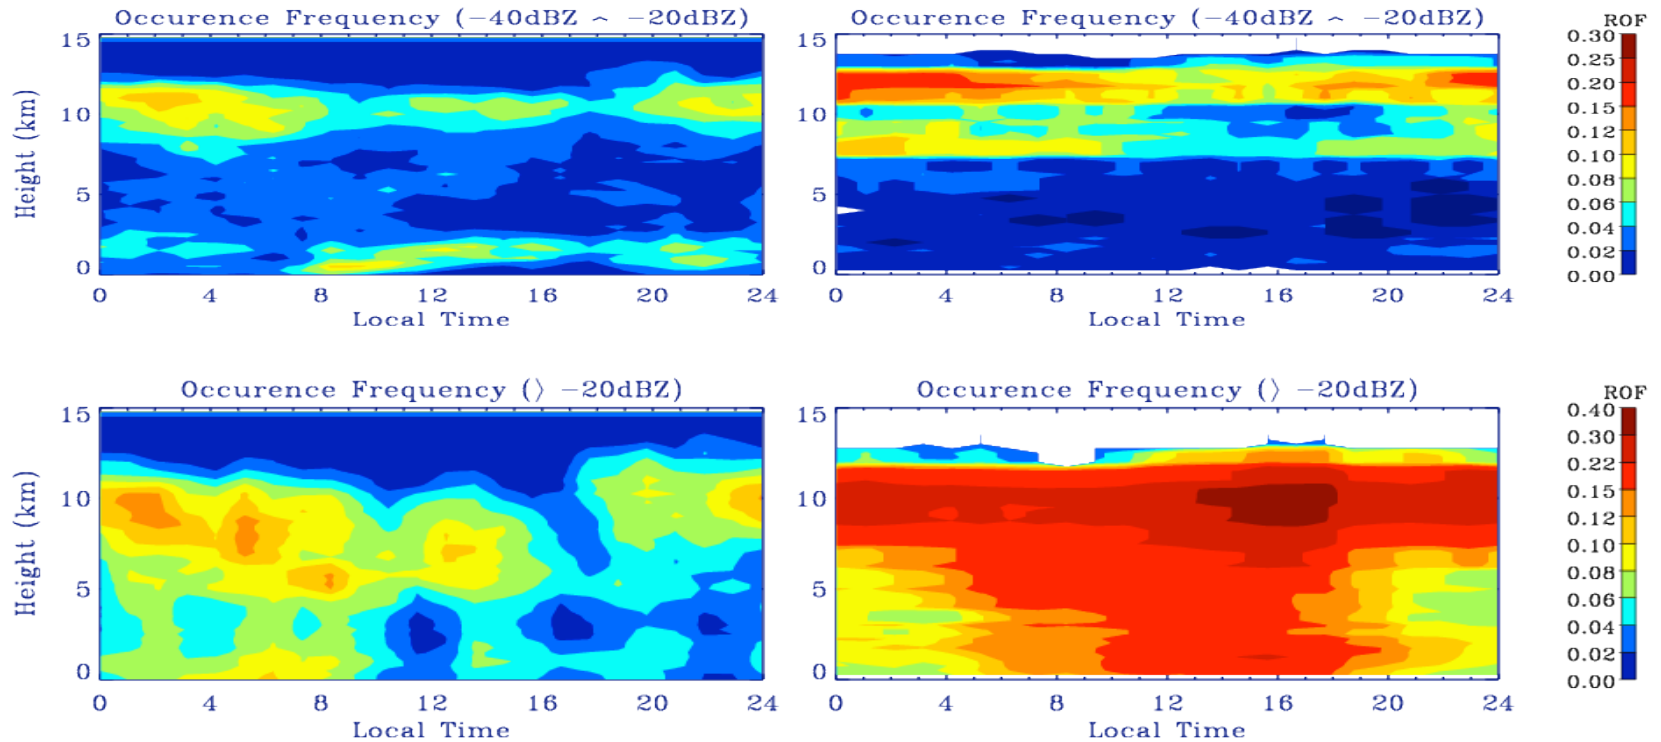 Occurence Frequency (−40dBZ ~ −20dBZ)
15
10
5
0
Height (km)
0 4 8 12 16 20 24
Local Time
Occurence Frequency (−40dBZ ~ −20dBZ)
15
10
5
0
0 4 8 12 16 20 24
Local Time
ROF
0.30
0.25
0.20
0.15
0.12
0.10
0.08
0.06
0.04
0.02
0.00
Occurence Frequency (⟩ −20dBZ)
15
10
5
0
Height (km)
0 4 8 12 16 20 24
Local Time
Occurence Frequency (⟩ −20dBZ)
15
10
5
0
0 4 8 12 16 20 24
Local Time
ROF
0.40
0.30
0.22
0.15
0.12
0.10
0.08
0.06
0.04
0.02
0.00